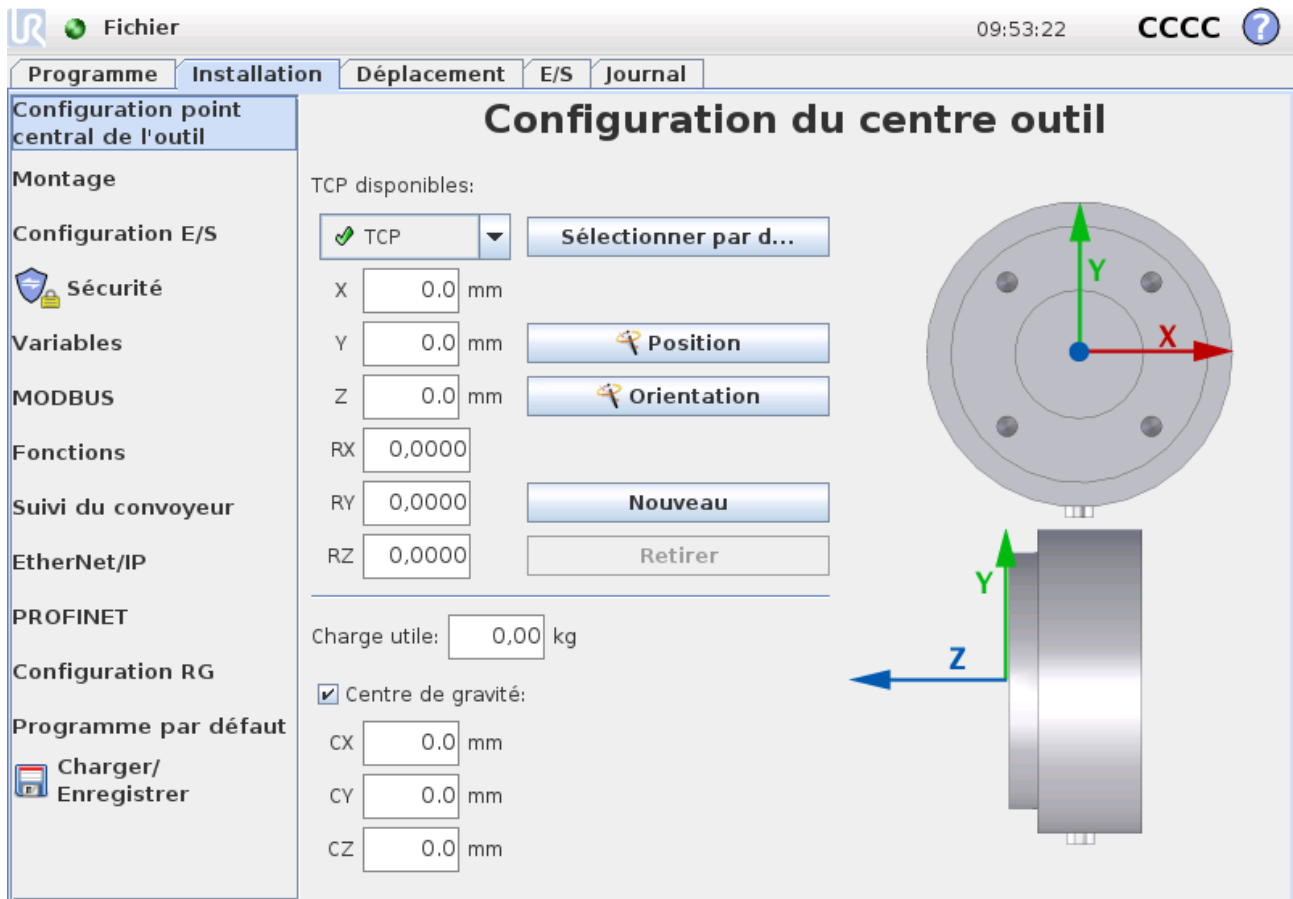 UR Fichier 09:53:22 CCCC ?
Programme Installation Déplacement E/S Journal
Configuration point
central de l'outil
Montage
Configuration E/S
Sécurité
Variables
MODBUS
Fonctions
Suivi du convoyeur
EtherNet/IP
PROFINET
Configuration RG
Programme par défaut
Charger/
Enregistrer
Configuration du centre outil
TCP disponibles:
TCP Sélectionner par d...
X 0.0 mm
Y 0.0 mm Position
Z 0.0 mm Orientation
RX 0,0000
RY 0,0000 Nouveau
RZ 0,0000 Retirer
Charge utile: 0,00 kg
Centre de gravité:
CX 0.0 mm
CY 0.0 mm
CZ 0.0 mm
Y
X
Y
Z